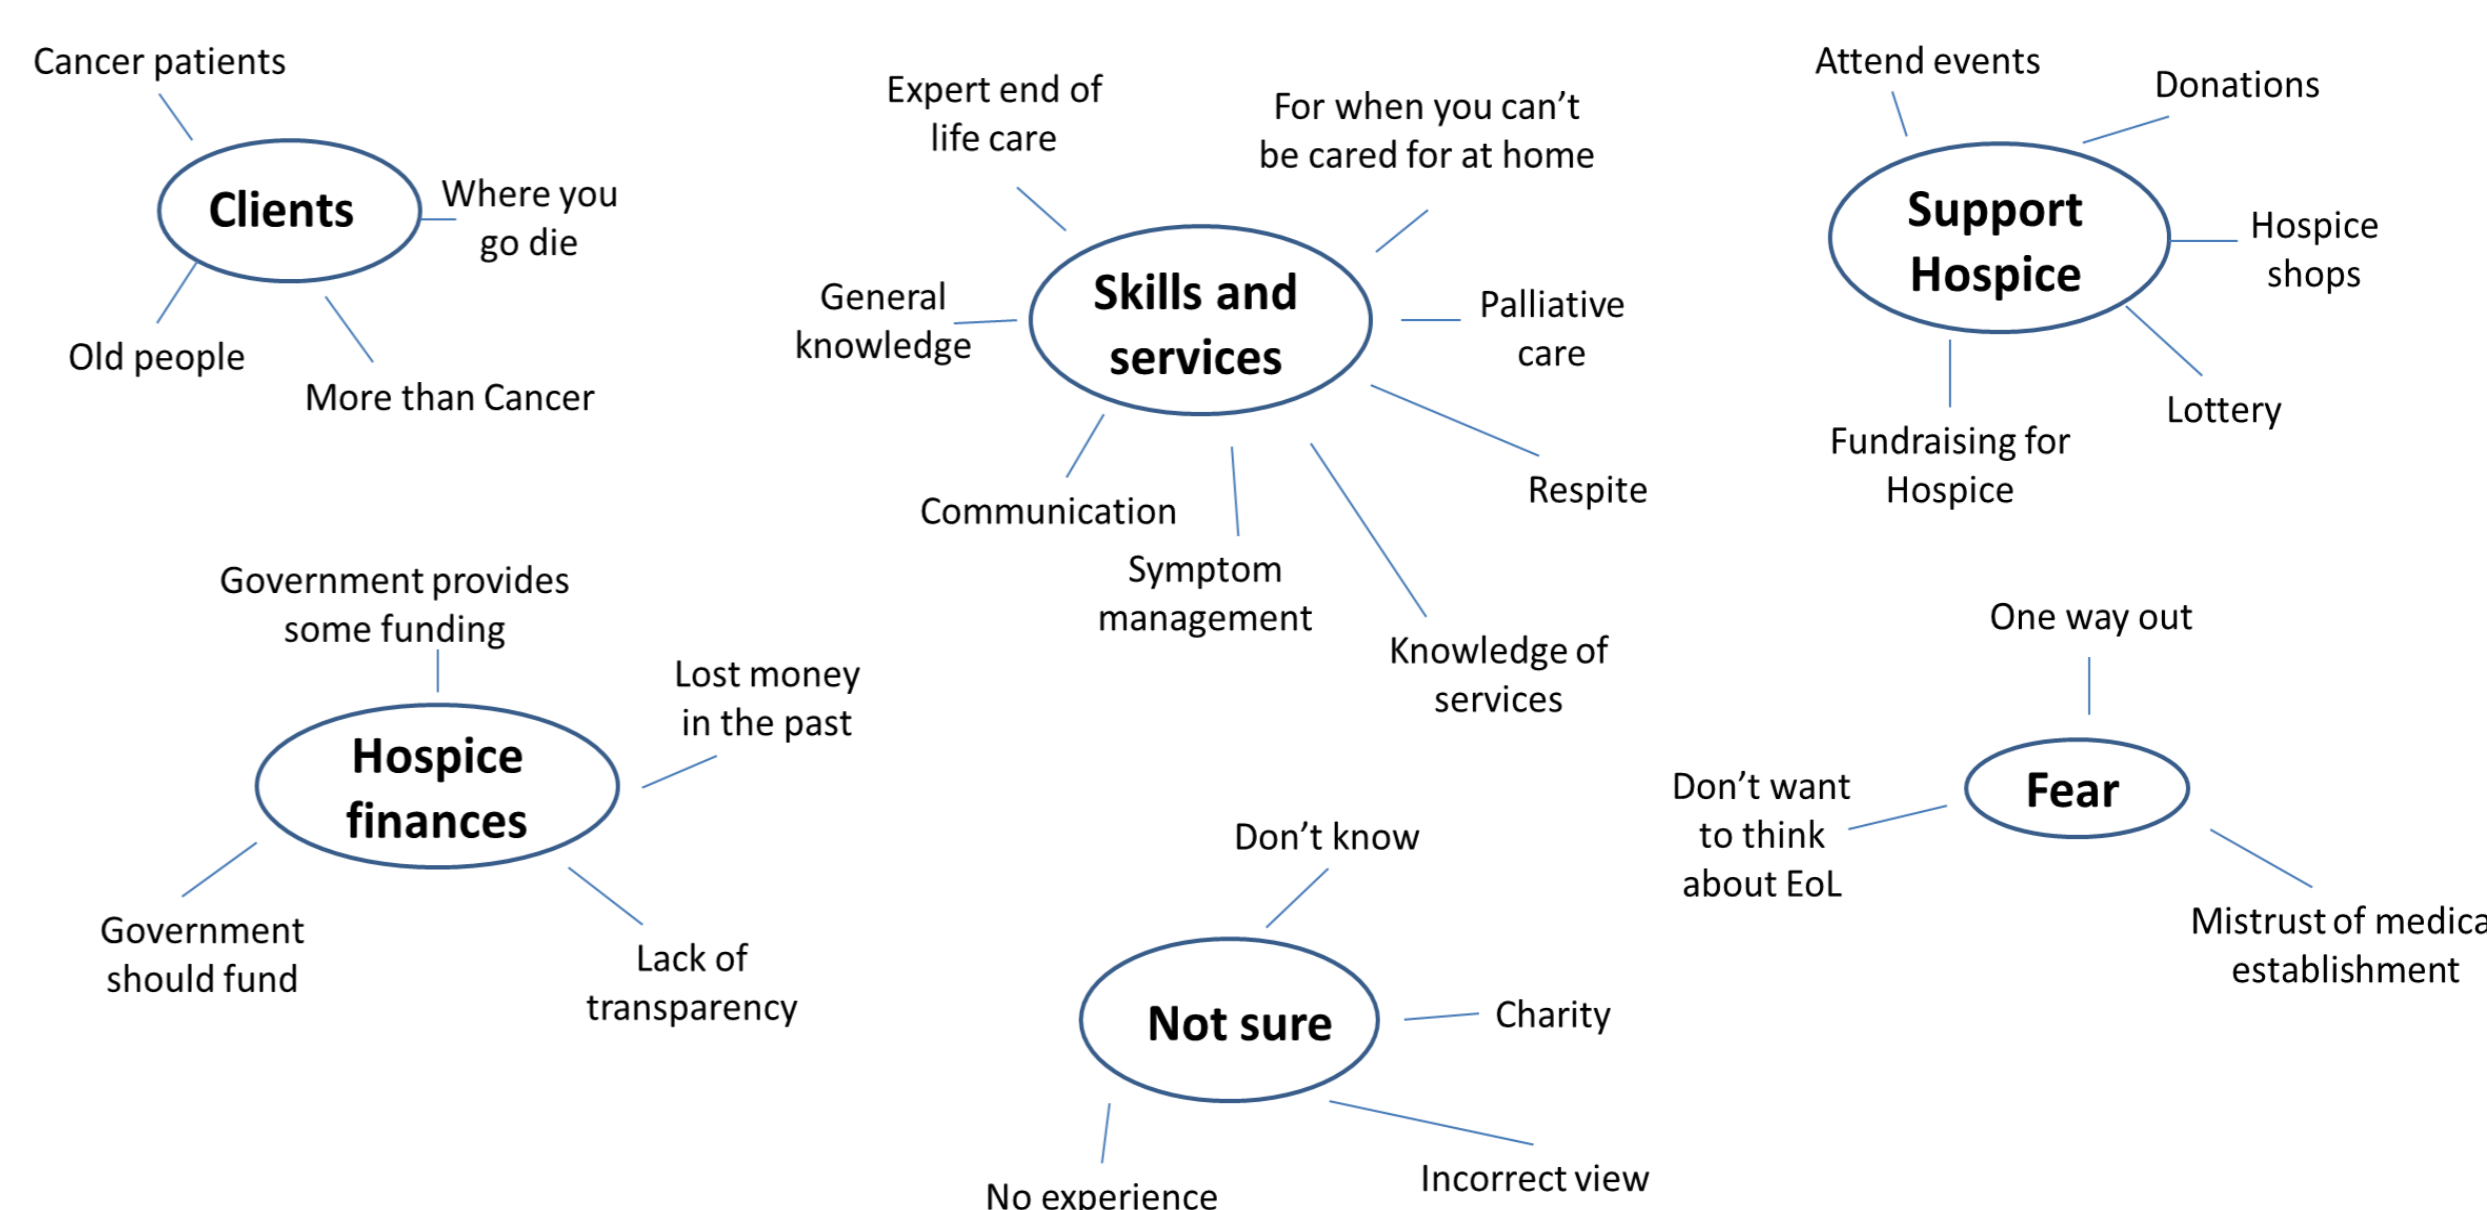 Cancer patients
Clients
Where you
go die
Old people
More than Cancer
Expert end of
life care
For when you can’t
be cared for at home
General
knowledge
Skills and
services
Palliative
care
Respite
Communication
Symptom
management
Knowledge of
services
Attend events
Donations
Support
Hospice
Hospice
shops
Lottery
Fundraising for
Hospice
Government provides
some funding
Lost money
in the past
Hospice
finances
Government
should fund
Lack of
transparency
Don’t know
Not sure
Charity
No experience
Incorrect view
One way out
Fear
Don’t want
to think
about EoL
Mistrust of medica
establishment